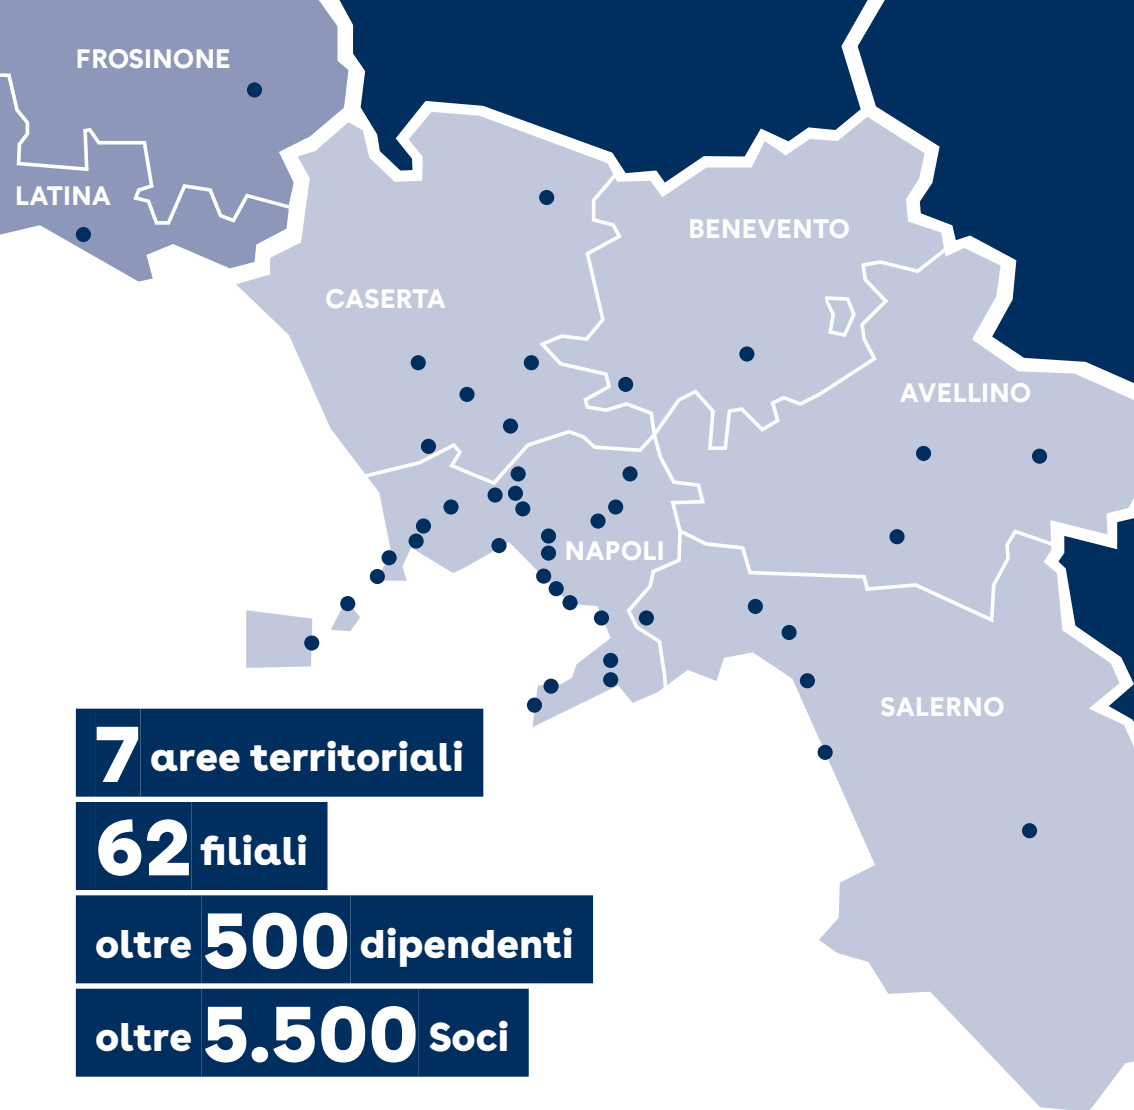 FROSINONE
LATINA
BENEVENTO
CASERTA
AVELLINO
NAPOLI
SALERNO
7 aree territoriali
62 filiali
oltre 500 dipendenti
oltre 5.500 Soci